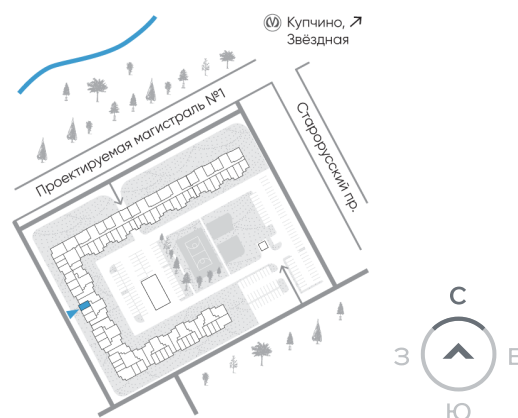 Купчино,
Звёздная
Проектируемая магистраль №1
Старорусский пр.
С
З
В
Ю